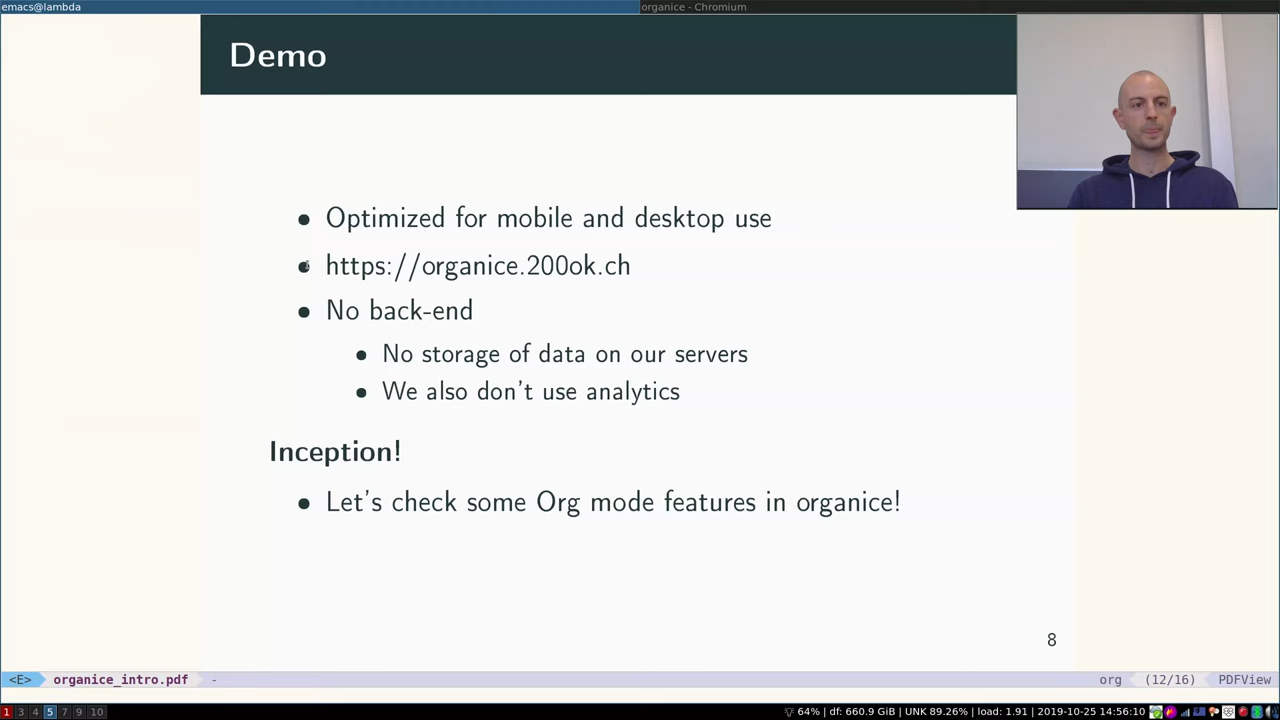 emacs@lambda
organice - Chromium
Demo
• Optimized for mobile and desktop use
• https://organice.200ok.ch
• No back-end
• No storage of data on our servers
• We also don't use analytics
Inception!
• Let's check some Org mode features in organice!
8
<E> organice_intro.pdf - org (12/16) PDFView
1 3 4 5 7 9 10 64% | df: 660.9 GiB | UNK 89.26% | load: 1.91 | 2019-10-25 14:56:10